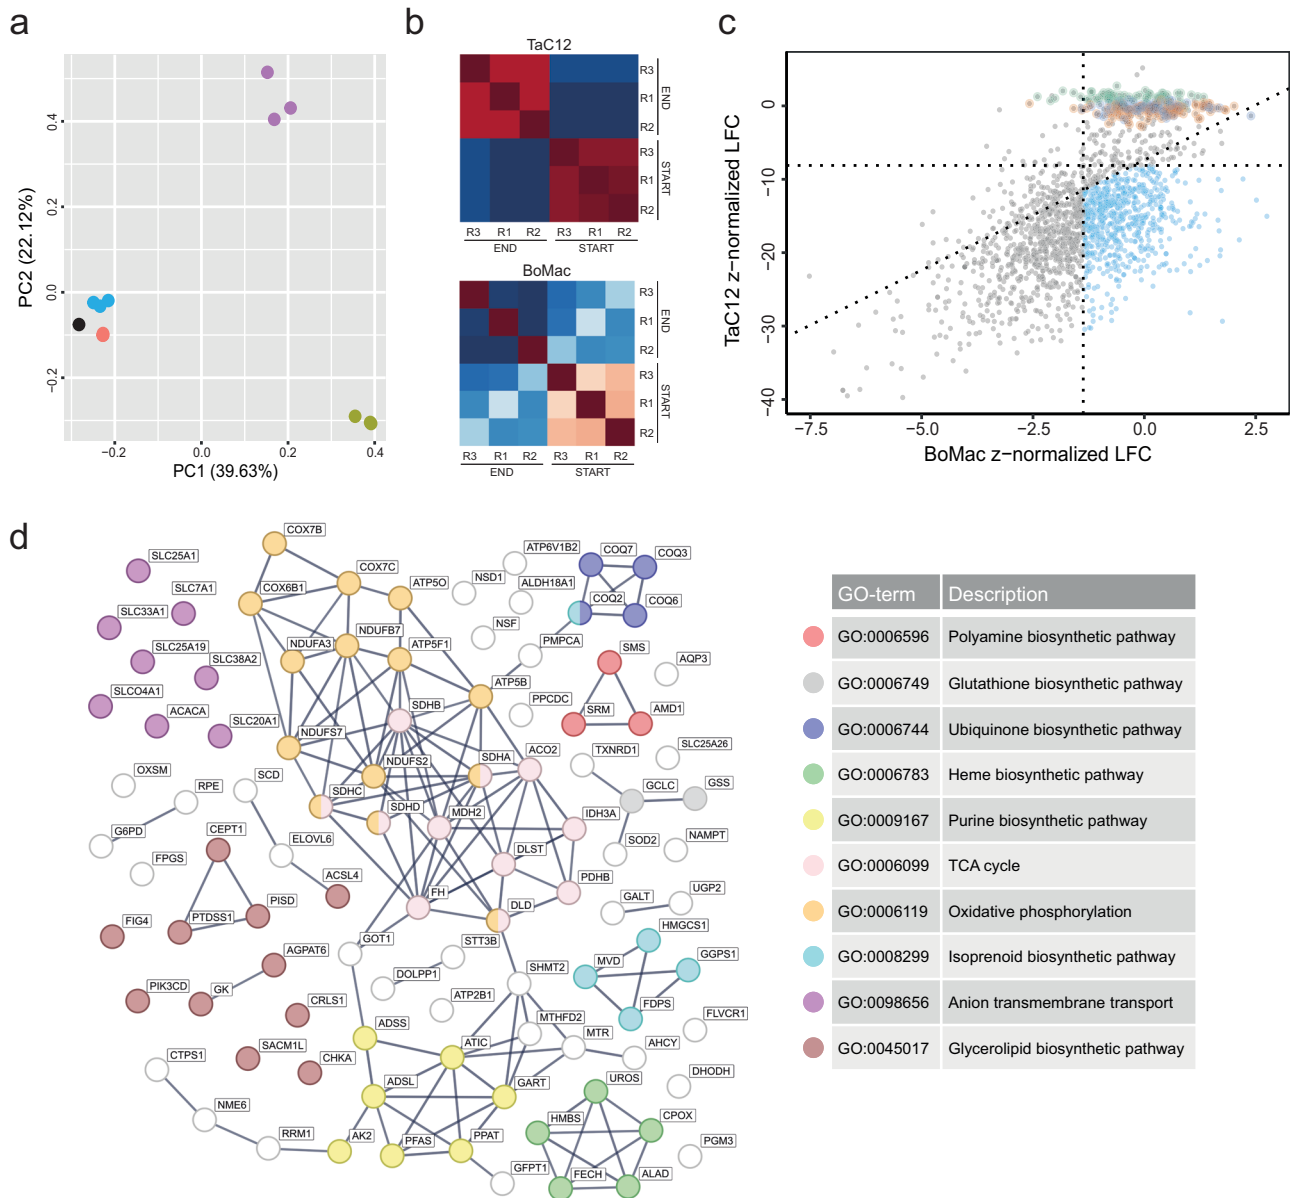 a
PC2 (22.12%)
0.4
0.2
0.0
−0.2
−0.2
0.0
0.2
0.4
PC1 (39.63%)
b
TaC12
R3
R1
R2
END
R3
R1
R2
START
R3 R1 R2 R3 R1 R2
END START
BoMac
R3
R1
R2
END
R3
R1
R2
START
R3 R1 R2 R3 R1 R2
END START
c
TaC12 z−normalized LFC
0
−10
−20
−30
−40
−7.5 −5.0 −2.5 0.0 2.5
BoMac z−normalized LFC
d
COX7B
SLC25A1
COX7C
ATP6V1B2
COQ7
COQ3
SLC7A1
COX6B1
ATP5O
NSD1
ALDH18A1
COQ2
COQ6
SLC33A1
NDUFA3
NDUFB7
ATP5F1
NSF
PMPCA
SLC25A19
SLC38A2
SMS
AQP3
SLCO4A1
ACACA
SLC20A1
SDHB
ATP5B
PPCDC
SRM
AMD1
NDUFS7
NDUFS2
SDHA
ACO2
TXNRD1
SLC25A26
OXSM
RPE
SCD
SDHC
SDHD
MDH2
IDH3A
GCLC
GSS
G6PD
CEPT1
ELOVL6
DLST
SOD2
NAMPT
FPGS
ACSL4
FH
PDHB
GALT
UGP2
FIG4
PTDSS1
PISD
DLD
HMGCS1
GOT1
STT3B
AGPAT6
DOLPP1
SHMT2
MVD
GGPS1
PIK3CD
GK
CRLS1
ATP2B1
MTHFD2
FDPS
FLVCR1
ADSS
ATIC
MTR
AHCY
SACM1L
CHKA
CTPS1
ADSL
GART
UROS
DHODH
NME6
HMBS
CPOX
RRM1
AK2
PFAS
PPAT
PGM3
GFPT1
FECH
ALAD
GO-term Description
GO:0006596 Polyamine biosynthetic pathway
GO:0006749 Glutathione biosynthetic pathway
GO:0006744 Ubiquinone biosynthetic pathway
GO:0006783 Heme biosynthetic pathway
GO:0009167 Purine biosynthetic pathway
GO:0006099 TCA cycle
GO:0006119 Oxidative phosphorylation
GO:0008299 Isoprenoid biosynthetic pathway
GO:0098656 Anion transmembrane transport
GO:0045017 Glycerolipid biosynthetic pathway